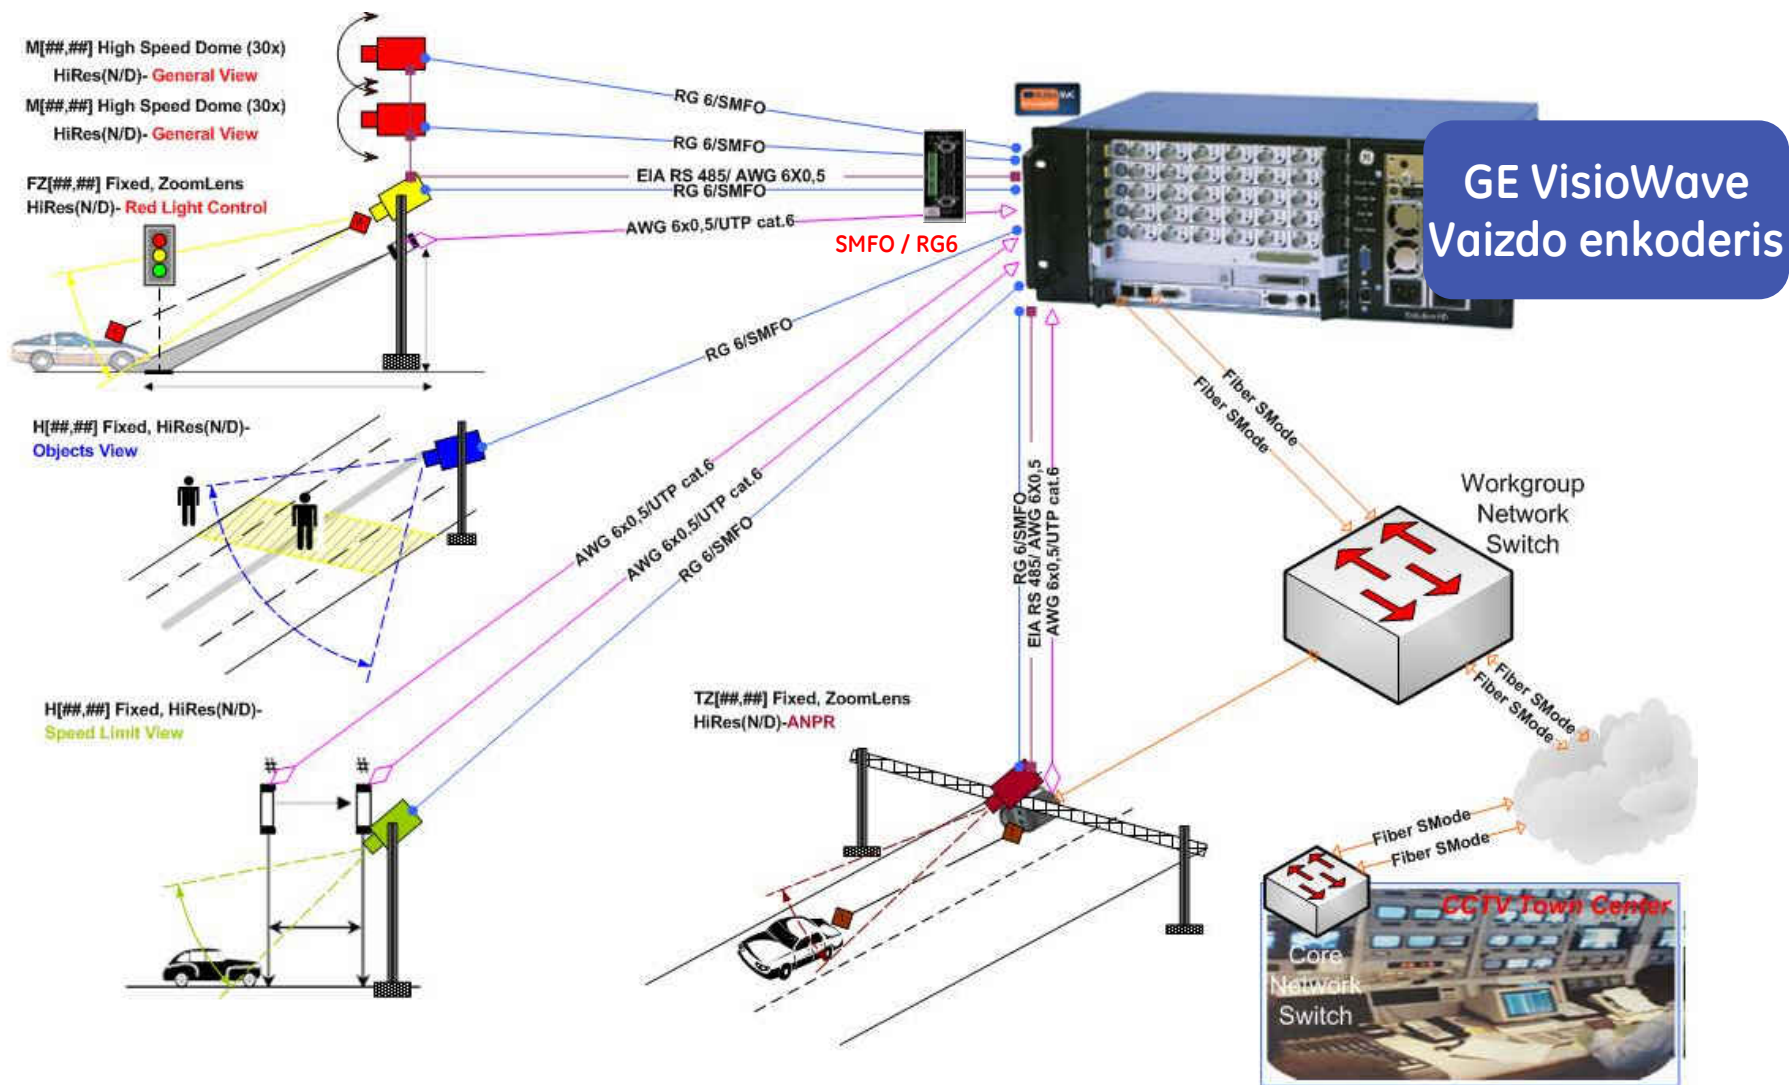 M[##,##] High Speed Dome (30x)
HiRes(N/D)- General View
M[##,##] High Speed Dome (30x)
HiRes(N/D)- General View
FZ[##,##] Fixed, ZoomLens
HiRes(N/D)- Red Light Control
RG 6/SMFO
RG 6/SMFO
EIA RS 485/ AWG 6X0,5
RG 6/SMFO
AWG 6x0,5/UTP cat.6
SMFO / RG6
GE VisioWave
Vaizdo enkoderis
RG 6/SMFO
Fiber SMode
Fiber SMode
H[##,##] Fixed, HiRes(N/D)-
Objects View
AWG 6x0,5/UTP cat.6
AWG 6x0,5/UTP cat.6
RG 6/SMFO
RG 6/SMFO
EIA RS 485/ AWG 6X0,5
AWG 6x0,5/UTP cat.6
Workgroup
Network
Switch
H[##,##] Fixed, HiRes(N/D)-
Speed Limit View
#
#
TZ[##,##] Fixed, ZoomLens
HiRes(N/D)-ANPR
Fiber SMode
Fiber SMode
Fiber SMode
Fiber SMode
CCTV Town Center
Core
Network
Switch